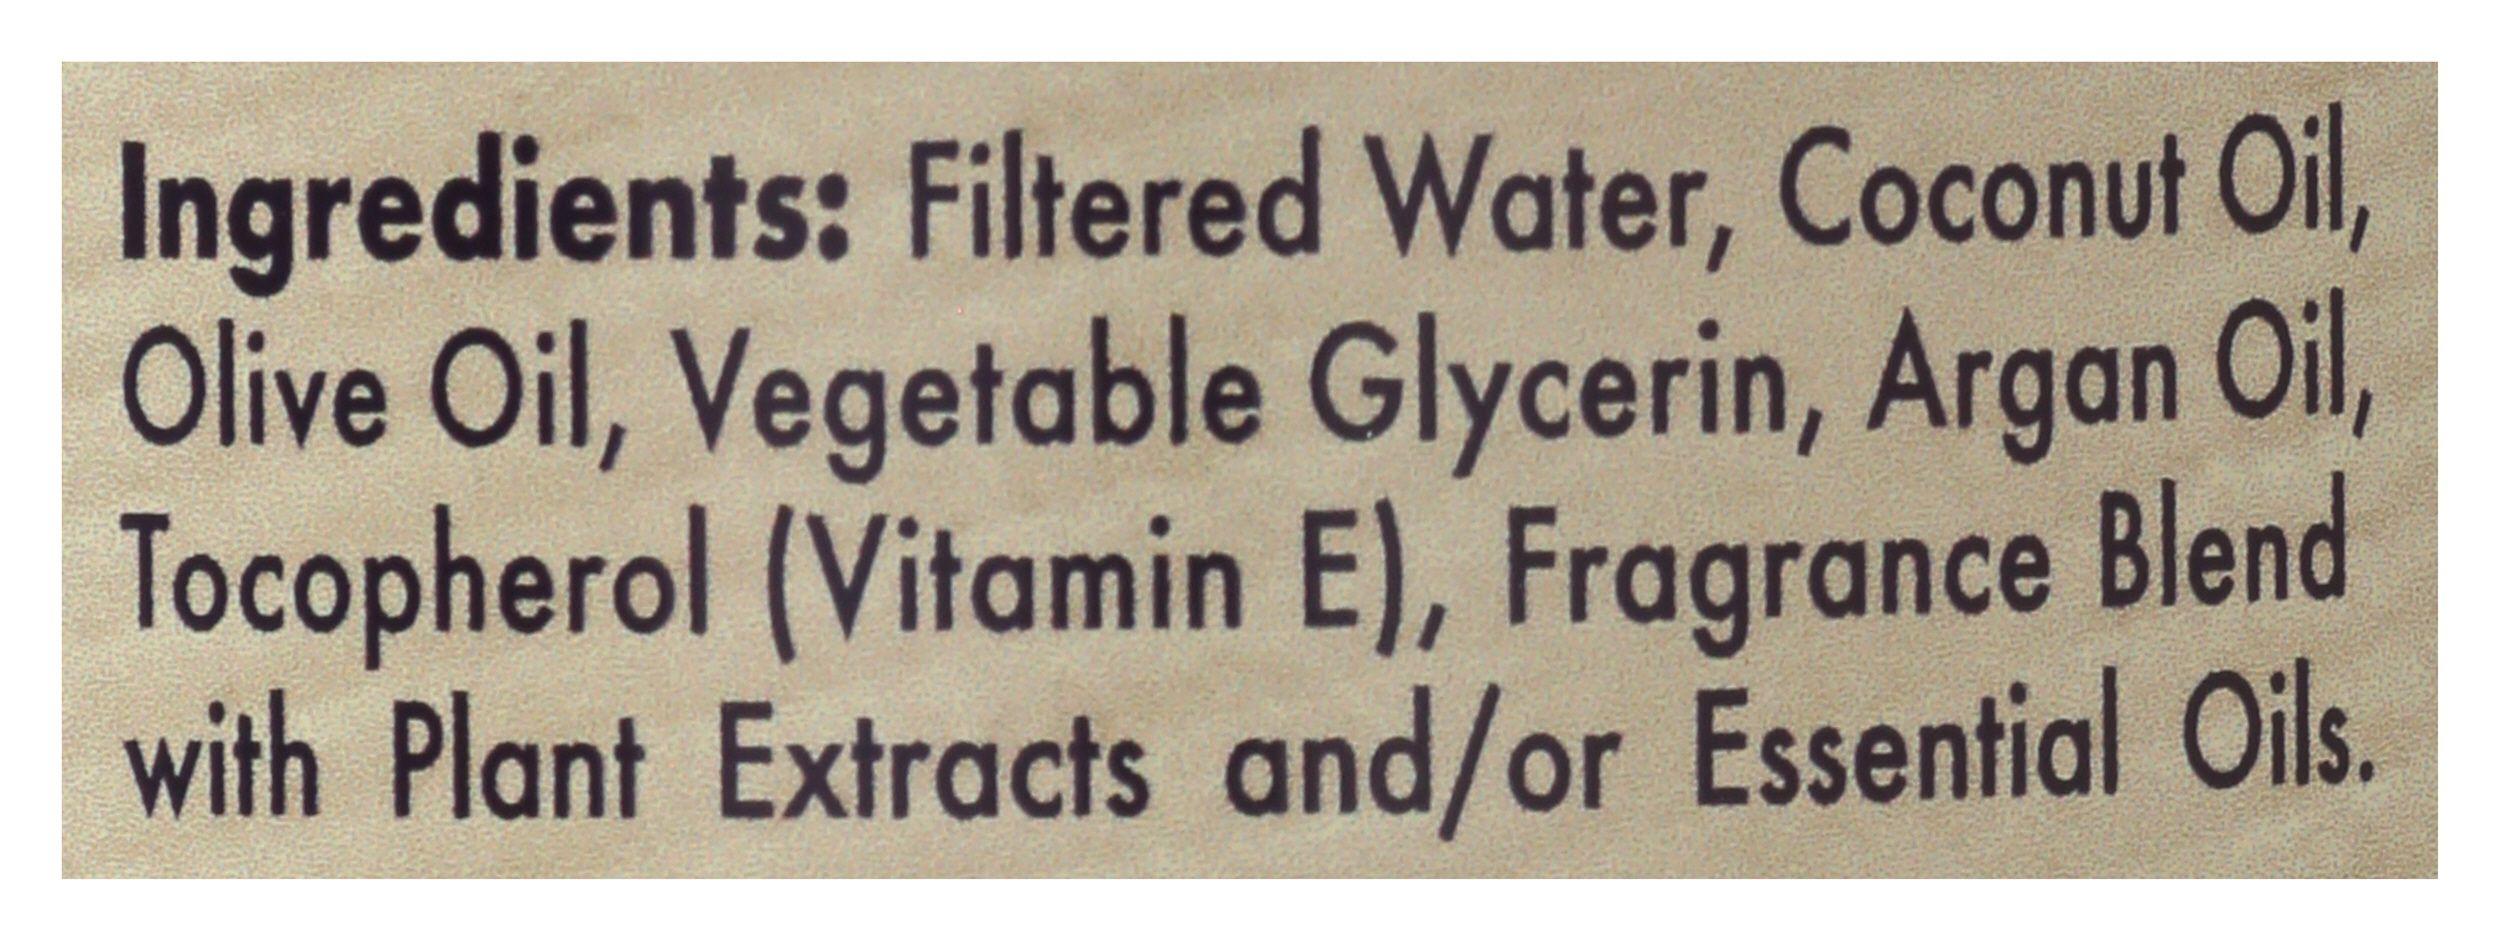 Ingredients: Filtered Water, Coconut Oil,
Olive Oil, Vegetable Glycerin, Argan Oil,
Tocopherol (Vitamin E), Fragrance Blend
with Plant Extracts and/or Essential Oils.